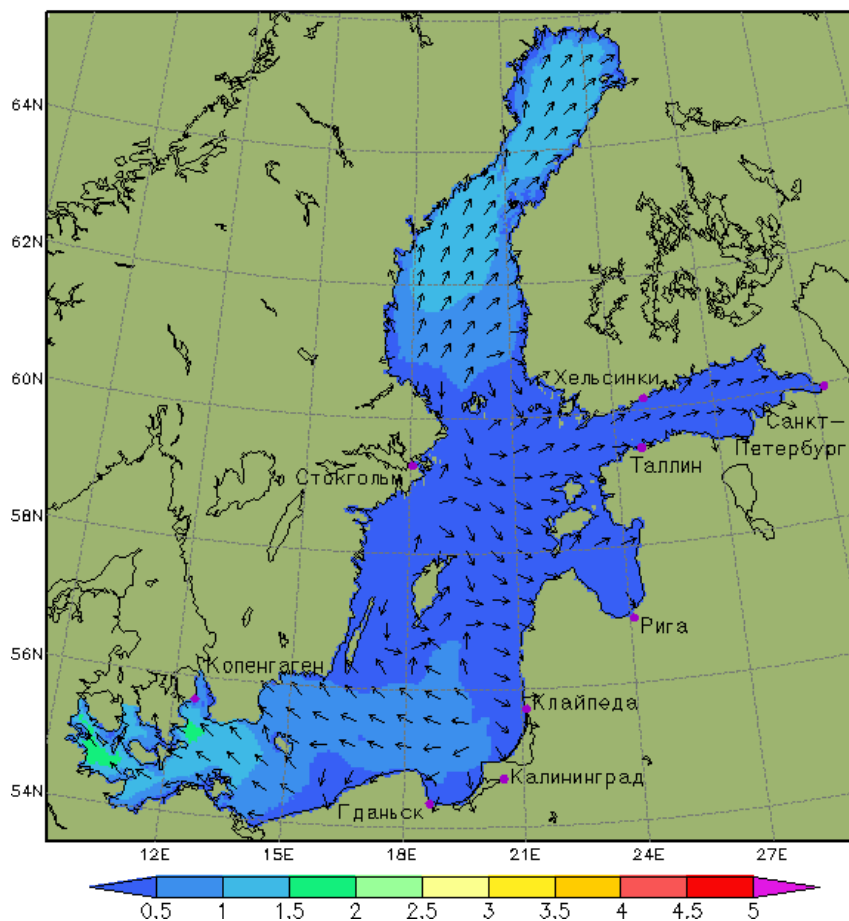 64N
62N
Хельсинки
60N
Санкт-
Петербург
Таллин
Стокгольм
58N
Рига
56N
Копенгаген
Клайпеда
Калининград
54N
Гданьск
12E 15E 18E 21E 24E 27E
0.5 1 1.5 2 2.5 3 3.5 4 4.5 5